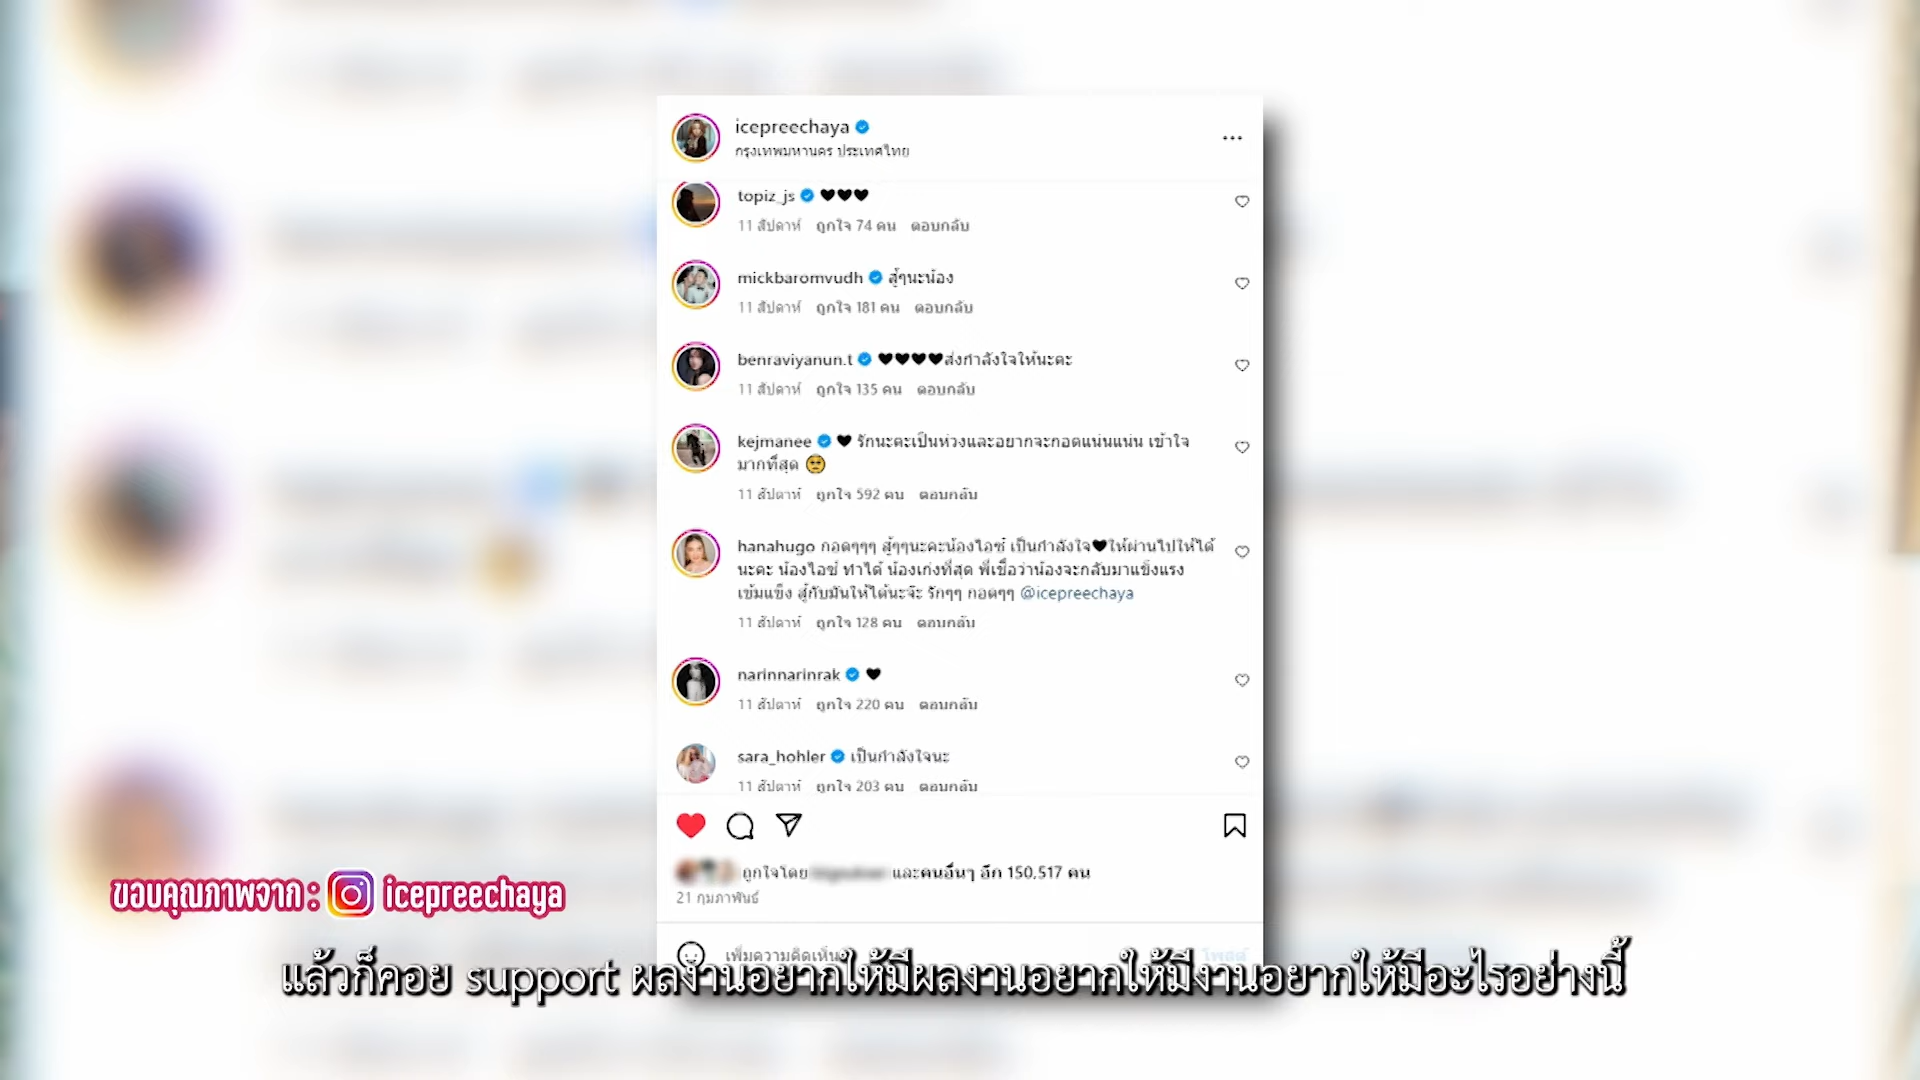 icepreechaya
กรุงเทพมหานคร ประเทศไทย
topiz_js 🖤🖤🖤
11 สัปดาห์ ถูกใจ 74 คน ตอบกลับ
mickbaromvudh สู้ๆนะน้อง
11 สัปดาห์ ถูกใจ 181 คน ตอบกลับ
benraviyanun.t 🖤🖤🖤🖤ส่งกำลังใจให้นะคะ
11 สัปดาห์ ถูกใจ 135 คน ตอบกลับ
kejmanee 🖤 รักนะคะเป็นห่วงและอยากจะกอดแน่นแน่น เข้าใจ
มากที่สุด 🥺
11 สัปดาห์ ถูกใจ 592 คน ตอบกลับ
hanahugo กอดๆๆๆ สู้ๆๆนะคะน้องไอซ์ เป็นกำลังใจ🖤ให้ผ่านไปให้ได้
นะคะ น้องไอซ์ ทำได้ น้องเก่งที่สุด พี่เชื่อว่าน้องจะกลับมาแข็งแรง
เข้มแข็ง สู้กับมันให้ได้นะจ๊ะ รักๆๆ กอดๆๆ @icepreechaya
11 สัปดาห์ ถูกใจ 128 คน ตอบกลับ
narinnarinrak 🖤
11 สัปดาห์ ถูกใจ 220 คน ตอบกลับ
sara_hohler เป็นกำลังใจนะ
11 สัปดาห์ ถูกใจ 203 คน ตอบกลับ
ถูกใจโดย และคนอื่นๆ อีก 150,517 คน
21 กุมภาพันธ์
เพิ่มความคิดเห็น
โพสต์
ขอบคุณภาพจาก : icepreechaya
แล้วก็คอย support ผลงานอยากให้มีผลงานอยากให้มีงานอยากให้มีอะไรอย่างนี้